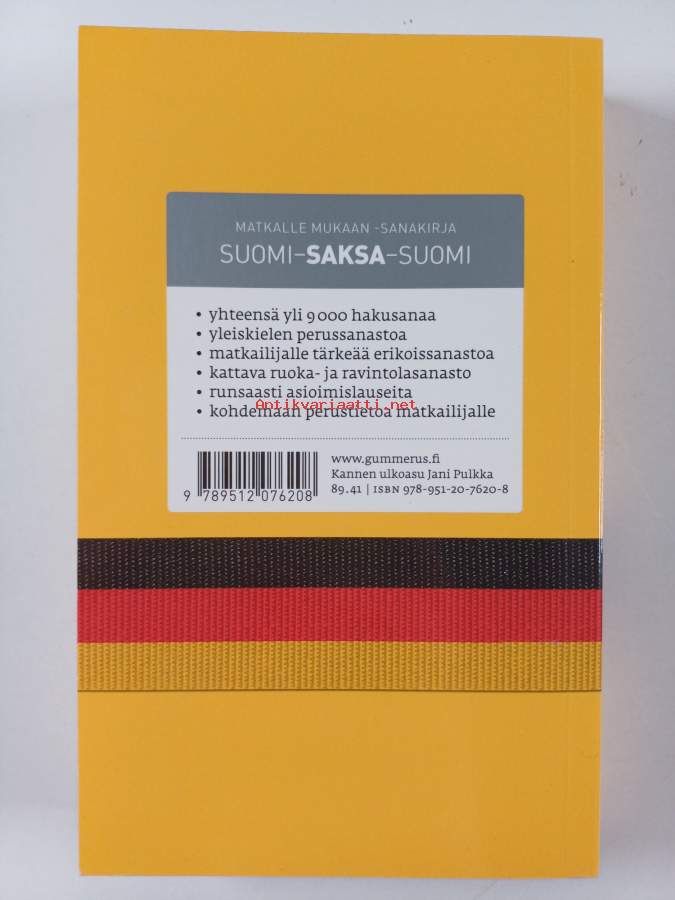 MATKALLE MUKAAN -SANAKIRJA
SUOMI–SAKSA–SUOMI
• yhteensä yli 9 000 hakusanaa
• yleiskielen perussanastoa
• matkailijalle tärkeää erikoissanastoa
• kattava ruoka- ja ravintolasanasto
• runsaasti asioimislauseita
Antikvariaatti.net
• kohdemaan perustietoa matkailijalle
www.gummerus.fi
Kannen ulkoasu Jani Pulkka
89.41 | ISBN 978-951-20-7620-8
9 789512 076208